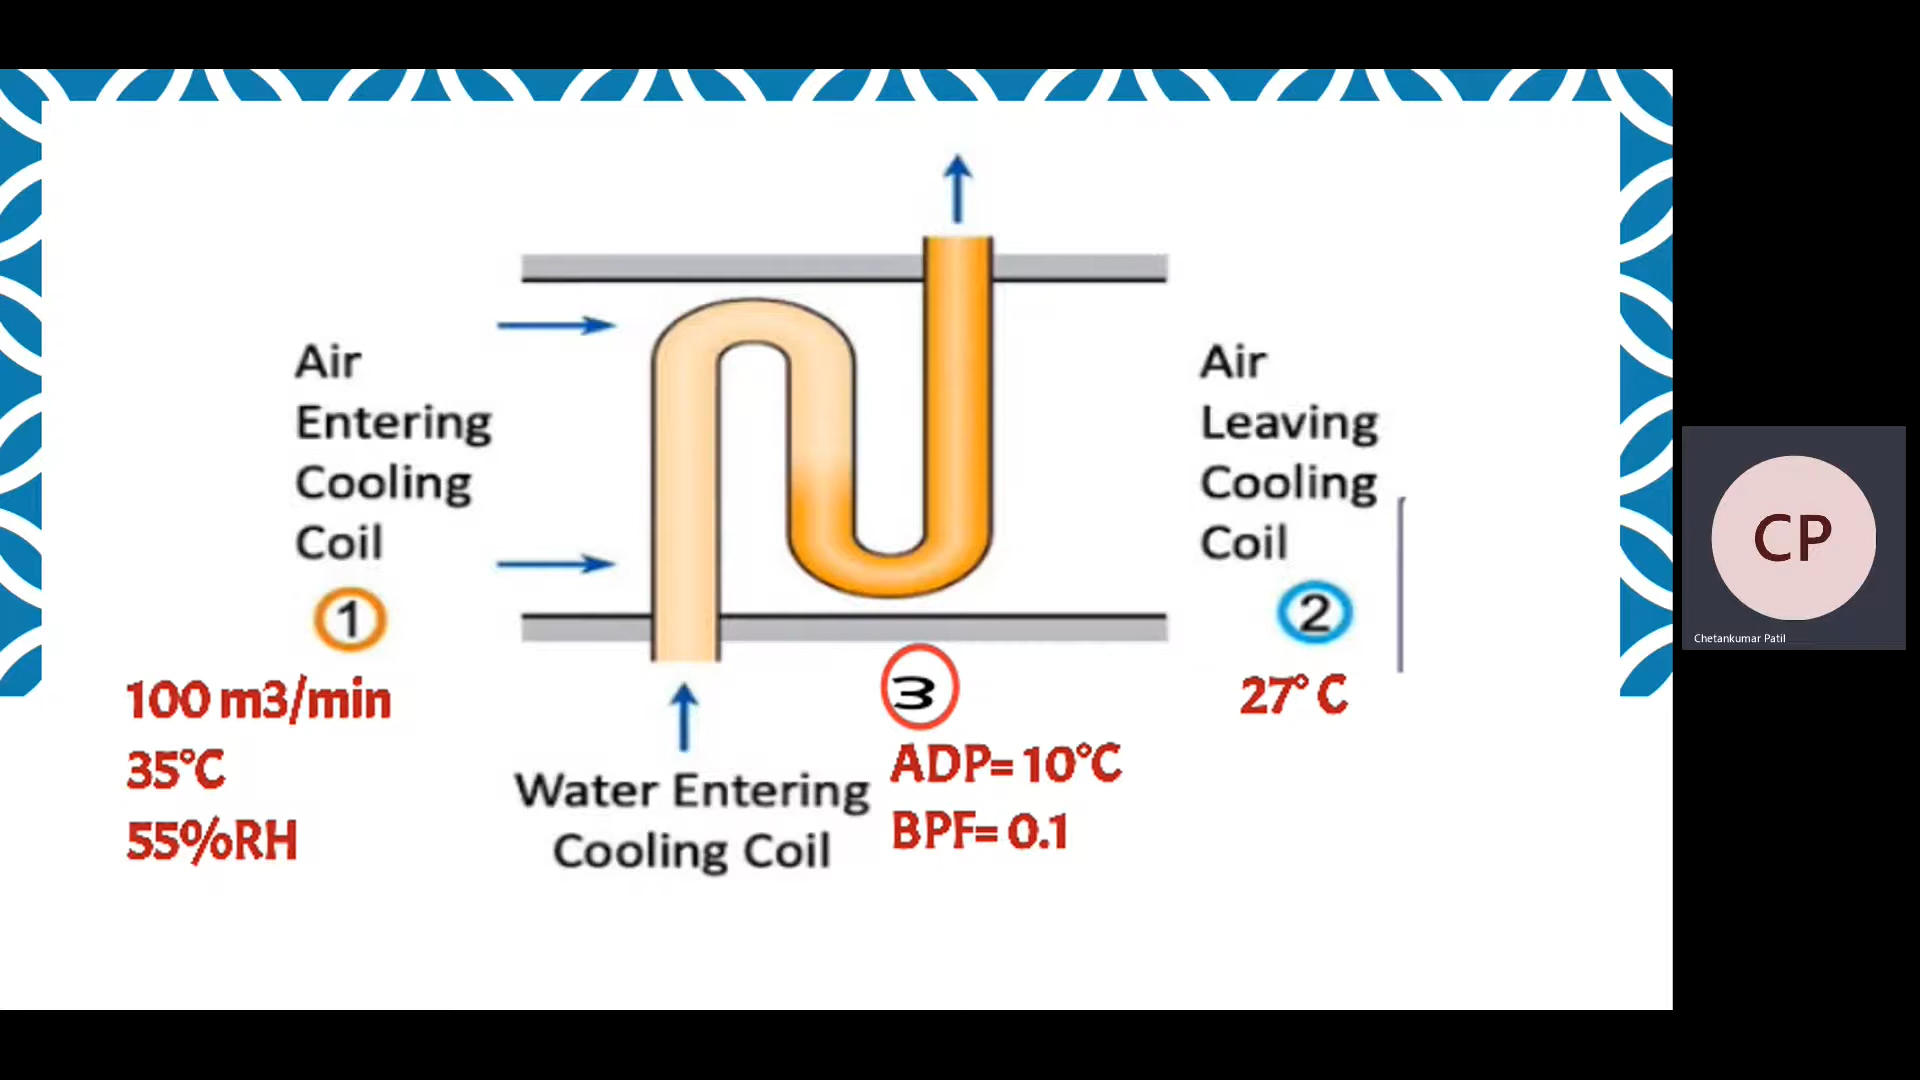 Air
Entering
Cooling
Coil
1
100 m3/min
35°C
55%RH
Water Entering
Cooling Coil
3
ADP= 10°C
BPF= 0.1
Air
Leaving
Cooling
Coil
2
27° C
CP
Chetankumar Patil